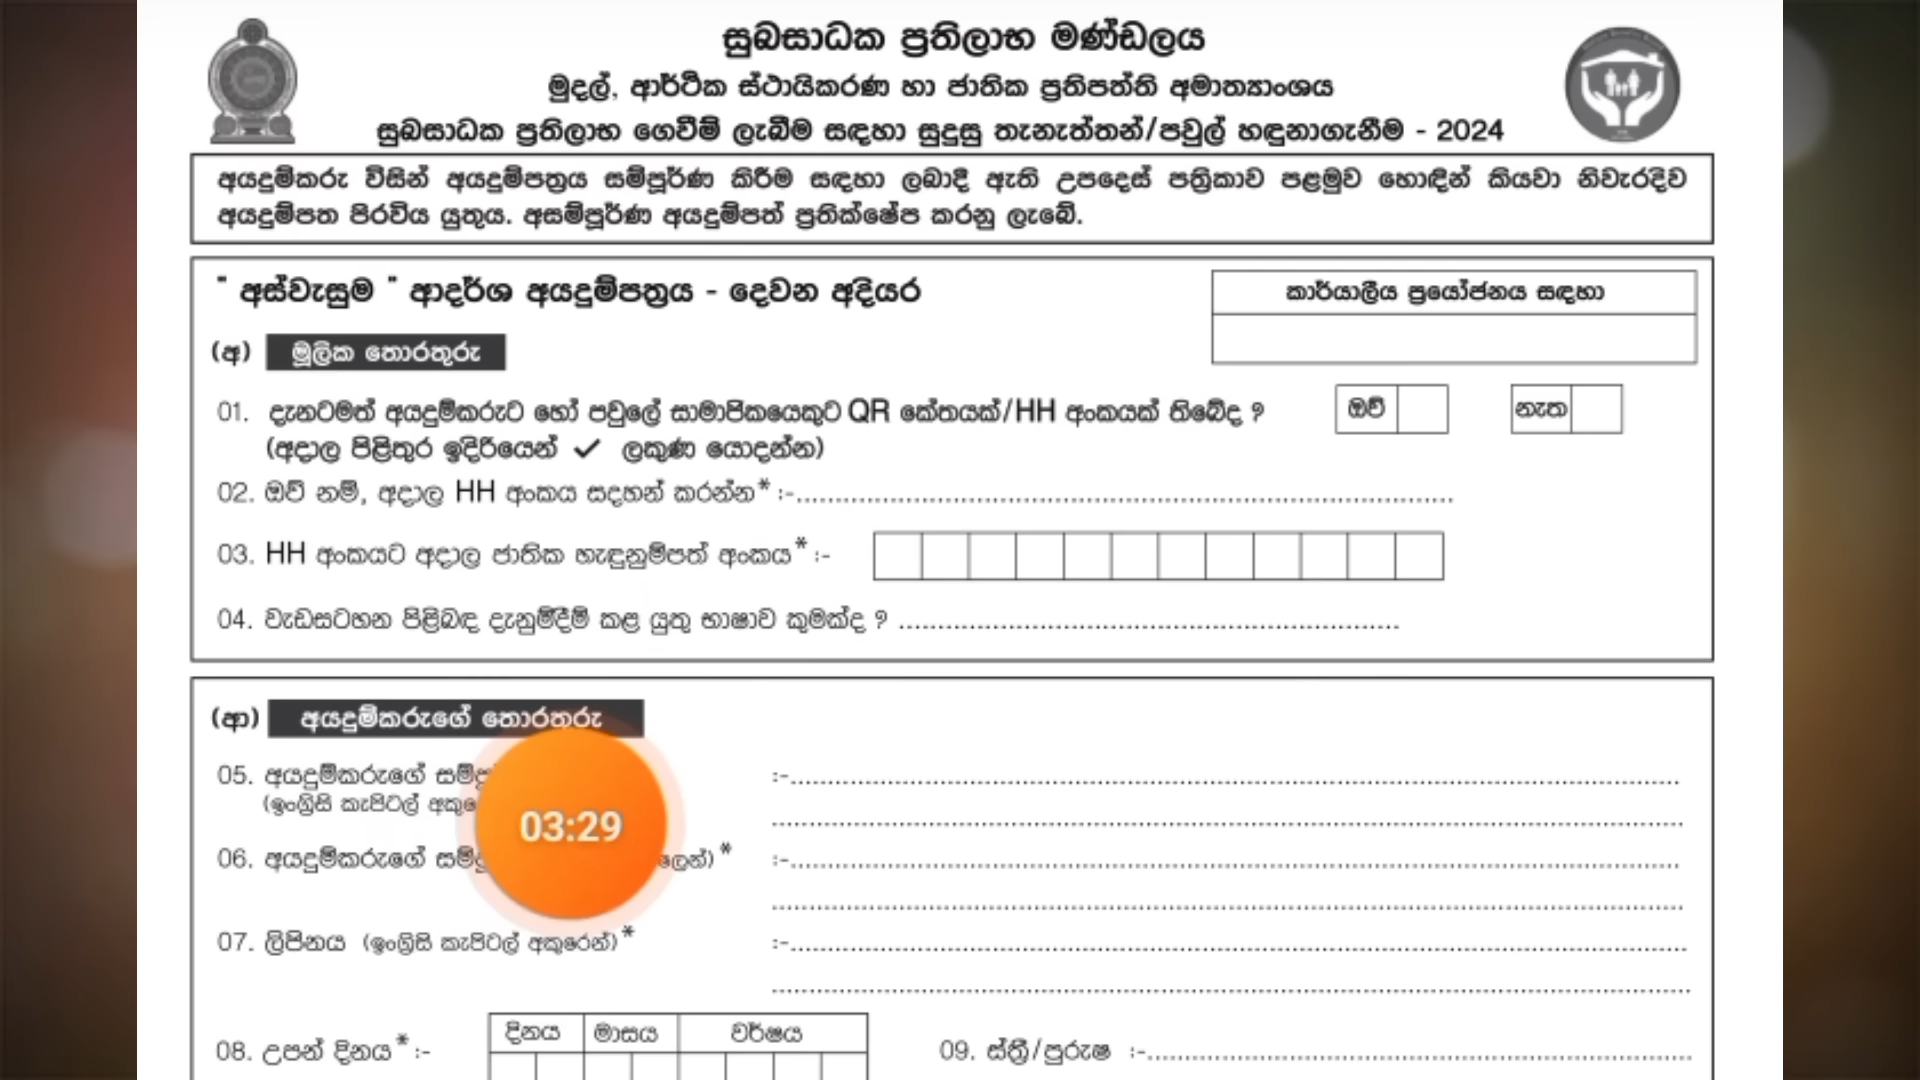 සුබසාධක ප්‍රතිලාභ මණ්ඩලය
මුදල්, ආර්ථික ස්ථායිකරණ හා ජාතික ප්‍රතිපත්ති අමාත්‍යාංශය
සුබසාධක ප්‍රතිලාභ ගෙවීම් ලැබීම සඳහා සුදුසු තැනැත්තන්/පවුල් හඳුනාගැනීම - 2024
අයදුම්කරු විසින් අයදුම්පත්‍රය සම්පූර්ණ කිරීම සඳහා ලබාදී ඇති උපදෙස් පත්‍රිකාව පළමුව හොඳින් කියවා නිවැරදිව
අයදුම්පත පිරවිය යුතුය. අසම්පූර්ණ අයදුම්පත් ප්‍රතික්ෂේප කරනු ලැබේ.
" අස්වැසුම " ආදර්ශ අයදුම්පත්‍රය - දෙවන අදියර
කාර්යාලීය ප්‍රයෝජනය සඳහා
(අ) මූලික තොරතුරු
01. දැනටමත් අයදුම්කරුට හෝ පවුලේ සාමාජිකයෙකුට QR කේතයක්/HH අංකයක් තිබේද ? ඔව් නැත
(අදාල පිළිතුර ඉදිරියෙන් ✓ ලකුණ යොදන්න)
02. ඔව් නම්, අදාල HH අංකය සදහන් කරන්න* :-
03. HH අංකයට අදාල ජාතික හැඳුනුම්පත් අංකය* :-
04. වැඩසටහන පිළිබඳ දැනුම්දීම් කළ යුතු භාෂාව කුමක්ද ?
(ආ) අයදුම්කරුගේ තොරතුරු
05. අයදුම්කරුගේ :-
(ඉංග්‍රිසි කැපිටල්
03:29
06. අයදුම්කරුගේ * :-
07. ලිපිනය (ඉංග්‍රිසි කැපිටල් අකුරෙන්)* :-
දිනය මාසය වර්ෂය
08. උපන් දිනය* :- 09. ස්ත්‍රී/පුරුෂ :-